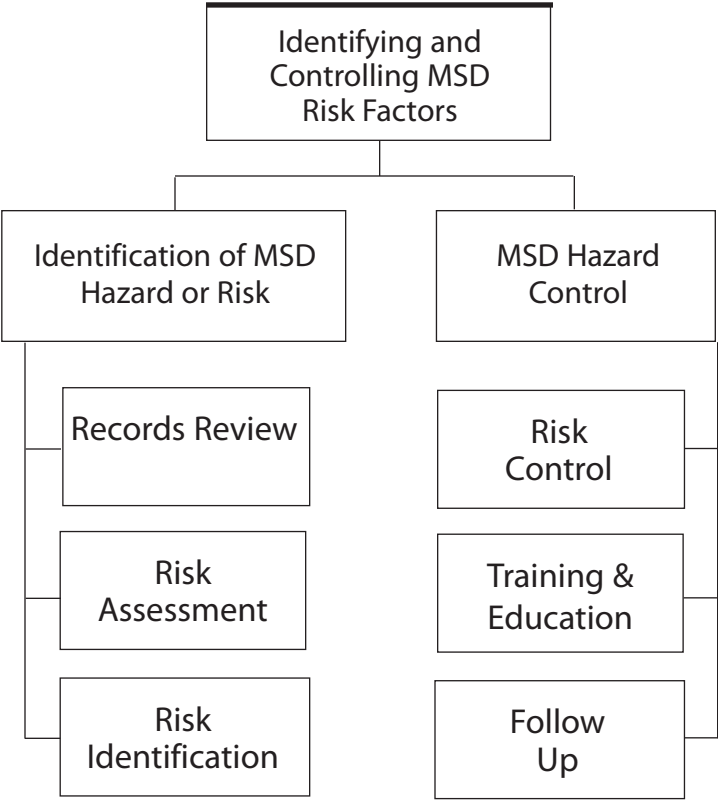 Identifying and
Controlling MSD
Risk Factors
Identification of MSD
Hazard or Risk
MSD Hazard
Control
Records Review
Risk
Assessment
Risk
Identification
Risk
Control
Training &
Education
Follow
Up